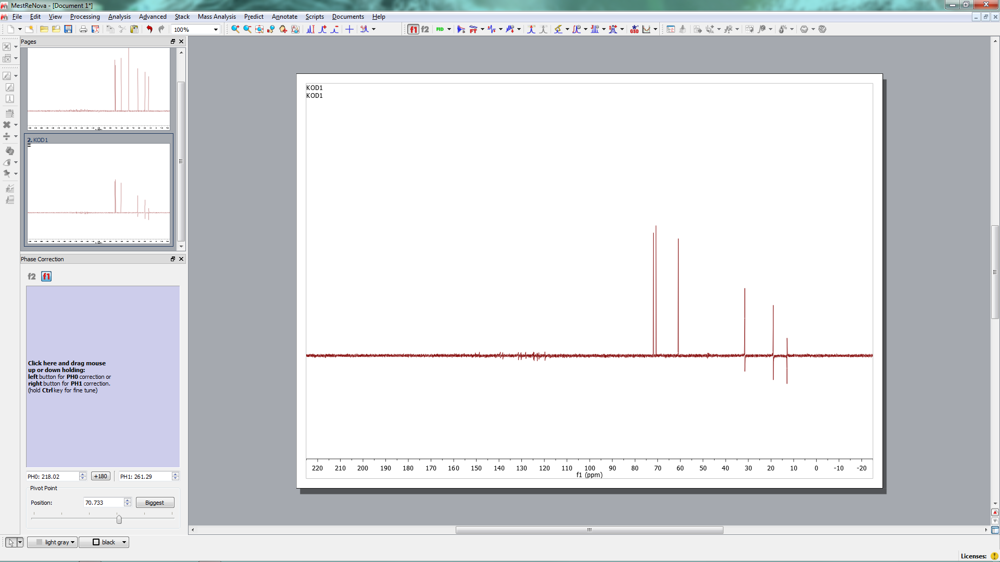 MestReNova - [Document 1*]
File Edit View Processing Analysis Advanced Stack Mass Analysis Predict Annotate Scripts Documents Help
100% f1 f2 FID FT GSD
Pages
2. KOD1
Phase Correction
f2 f1
Click here and drag mouse
up or down holding:
left button for PH0 correction or
right button for PH1 correction.
(hold Ctrl key for fine tune)
PH0: 218.02 +180 PH1: 261.29
Pivot Point
Position: 70.733 Biggest
KOD1
KOD1
220 210 200 190 180 170 160 150 140 130 120 110 100 90 80 70 60 50 40 30 20 10 0 -10 -20
f1 (ppm)
light gray black
Licenses: